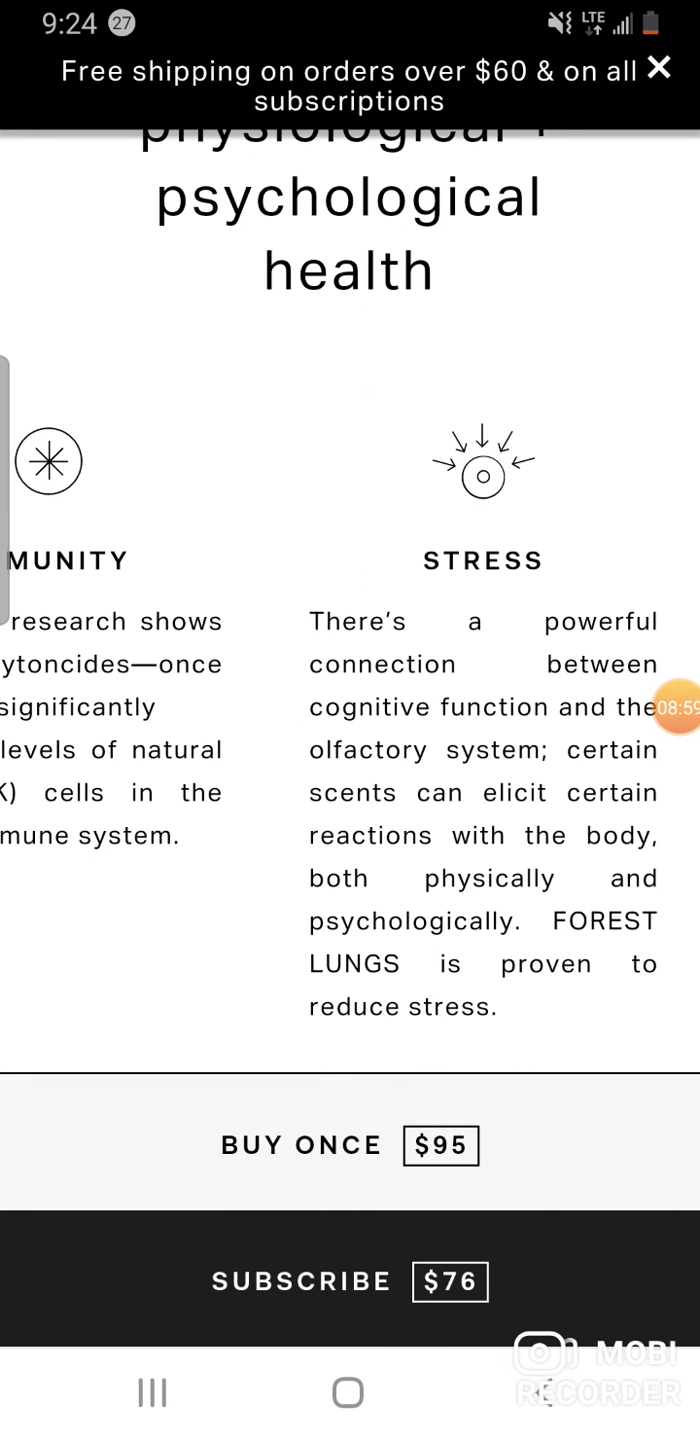 9:24 27 LTE
Free shipping on orders over $60 & on all
subscriptions
physiological +
psychological
health
MUNITY
research shows
ytoncides—once
significantly
levels of natural
K) cells in the
mune system.
STRESS
There's a powerful
connection between
cognitive function and the
olfactory system; certain
scents can elicit certain
reactions with the body,
both physically and
psychologically. FOREST
LUNGS is proven to
reduce stress.
08:59
BUY ONCE $95
SUBSCRIBE $76
MOBI
RECORDER